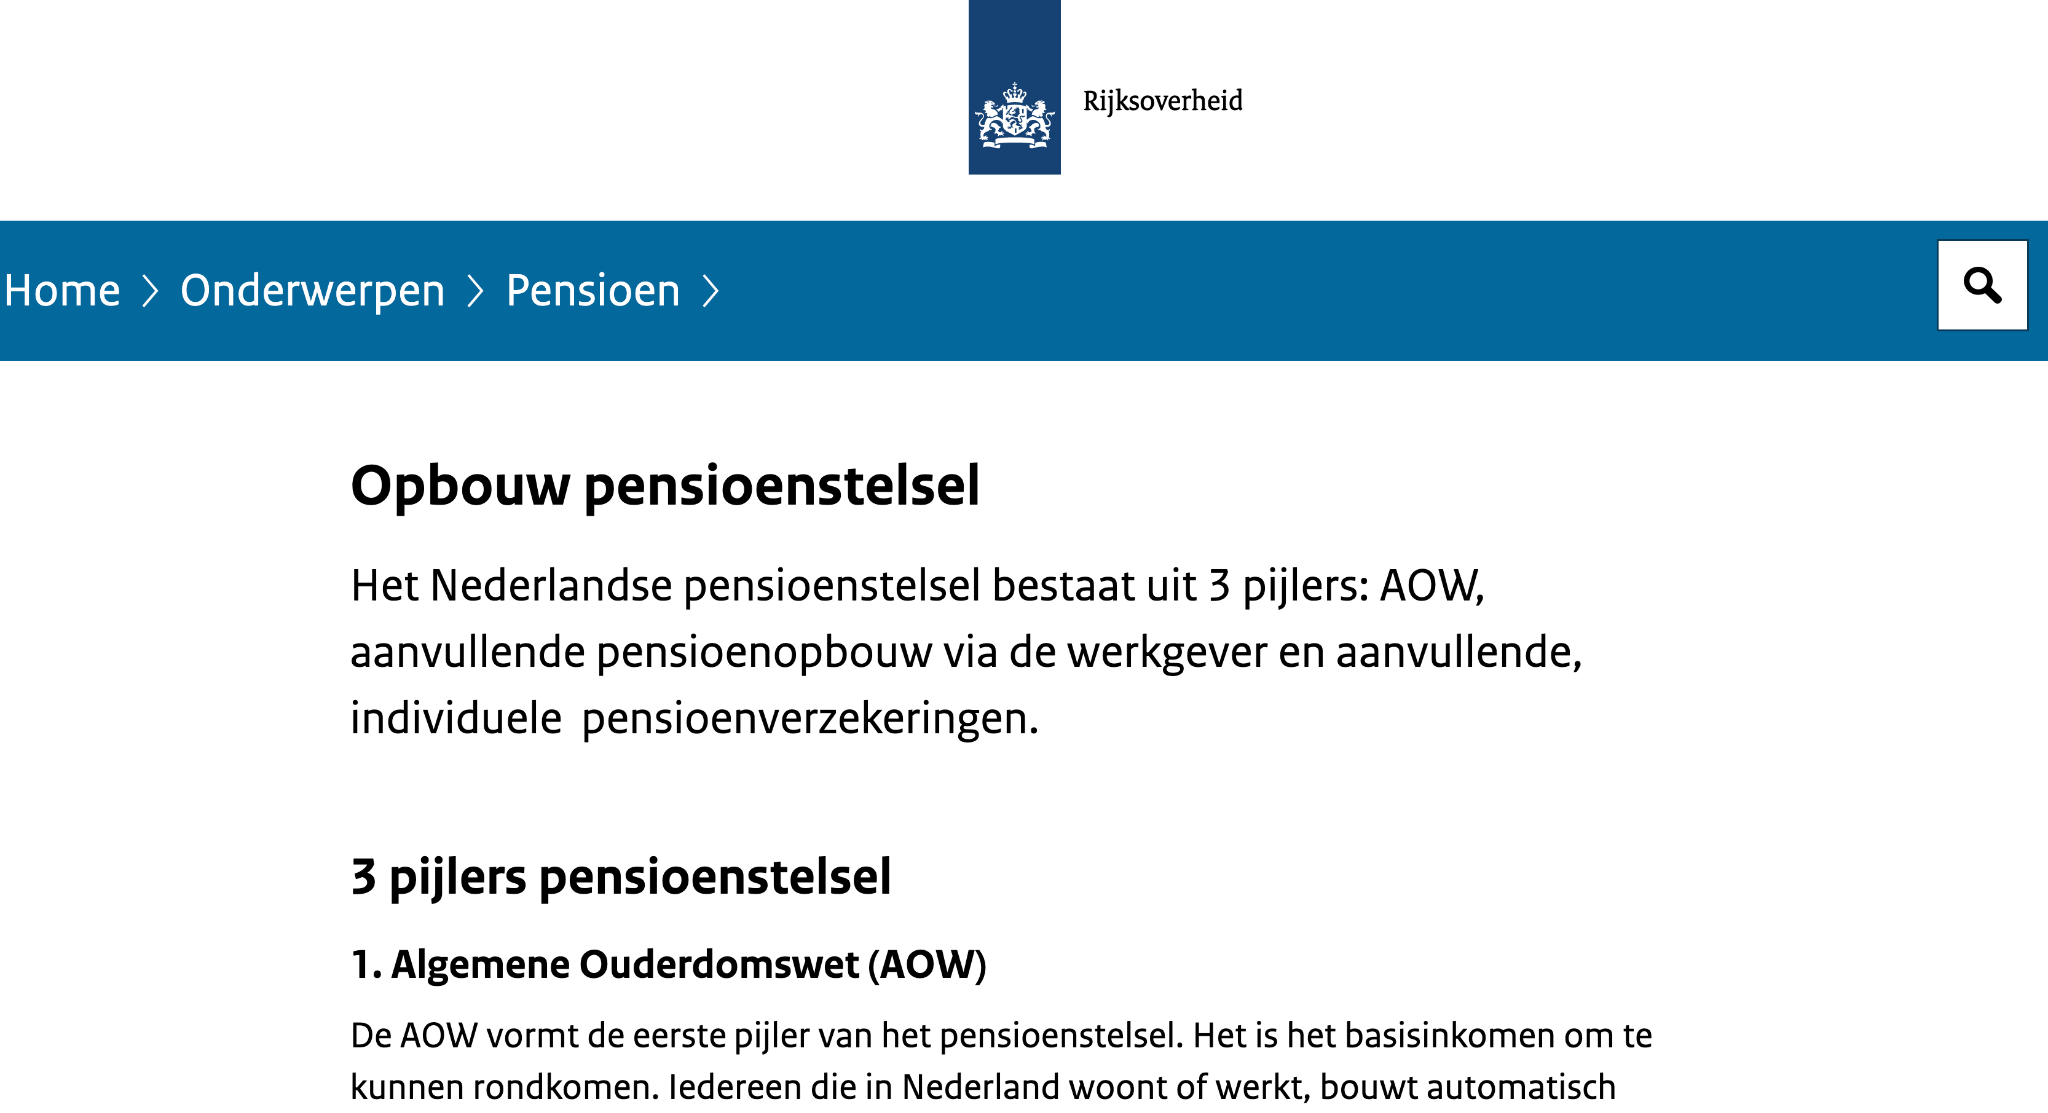 Rijksoverheid
Home > Onderwerpen > Pensioen >
Opbouw pensioenstelsel
Het Nederlandse pensioenstelsel bestaat uit 3 pijlers: AOW,
aanvullende pensioenopbouw via de werkgever en aanvullende,
individuele  pensioenverzekeringen.
3 pijlers pensioenstelsel
1. Algemene Ouderdomswet (AOW)
De AOW vormt de eerste pijler van het pensioenstelsel. Het is het basisinkomen om te
kunnen rondkomen. Iedereen die in Nederland woont of werkt, bouwt automatisch